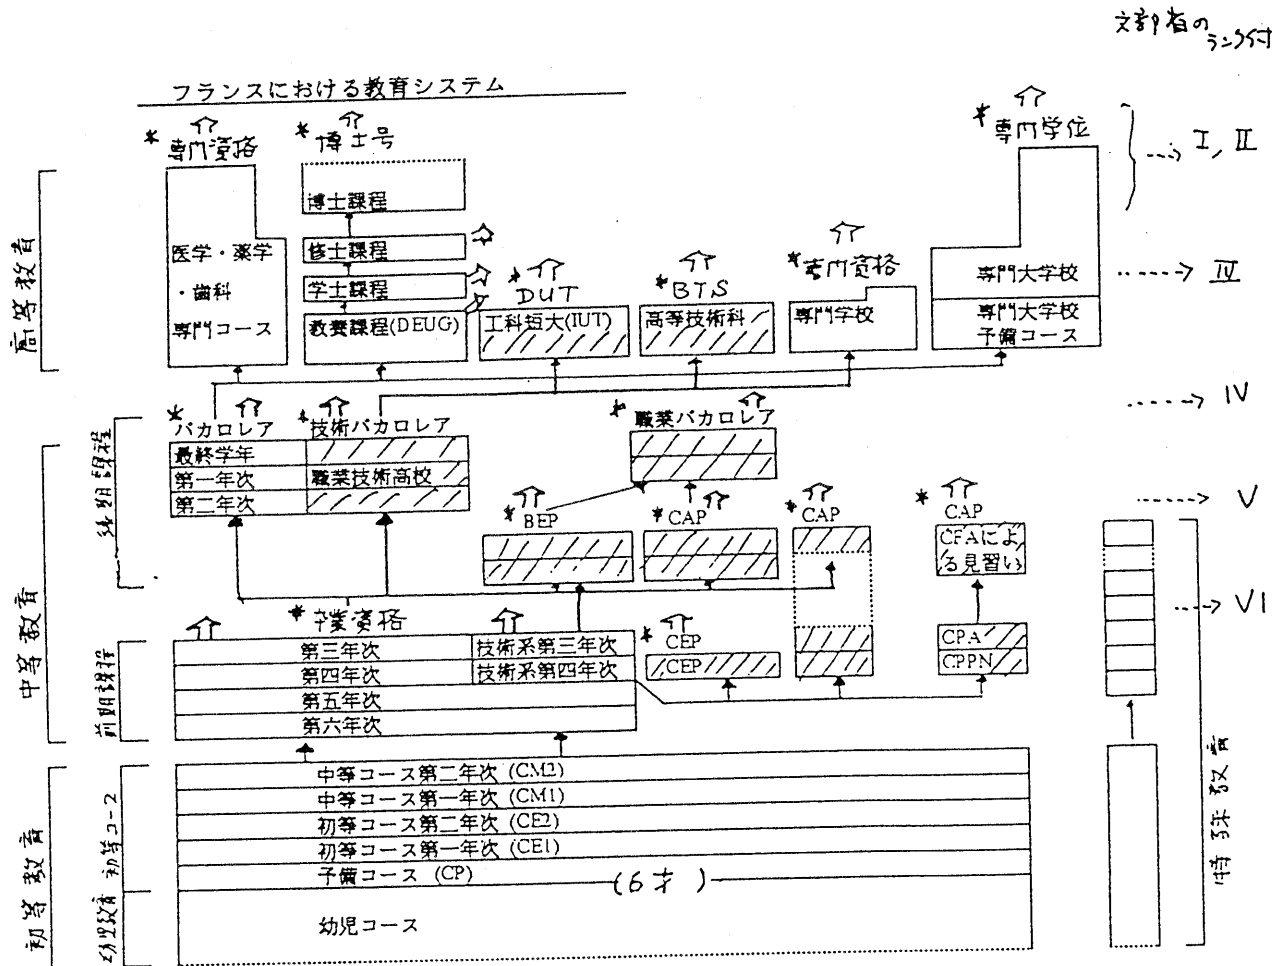 文部省の
ランク付
フランスにおける教育システム
* 専門資格
* 博士号
* 専門学位
I, II
博士課程
医学・薬学
・歯科
専門コース
修士課程
学士課程
教養課程(DEUG)
* DUT
工科短大(IUT)
* BTS
高等技術科
* 専門資格
専門学校
専門大学校
専門大学校
予備コース
IV
高等教育
* バカロレア
* 技術バカロレア
* 職業バカロレア
IV
最終学年
第一年次
第二年次
職業技術高校
* BEP
* CAP
* CAP
* CAP
V
CFAによ
る見習い
後期課程
中等教育
* 卒業資格
VI
第三年次
技術系第三年次
第四年次
技術系第四年次
第五年次
第六年次
* CEP
CEP
CPA
CPPN
前期課程
中等コース第二年次 (CM2)
中等コース第一年次 (CM1)
初等コース第二年次 (CE2)
初等コース第一年次 (CE1)
予備コース (CP)
(6才)
幼児コース
初等教育
初等コース
幼児教育
特殊教育